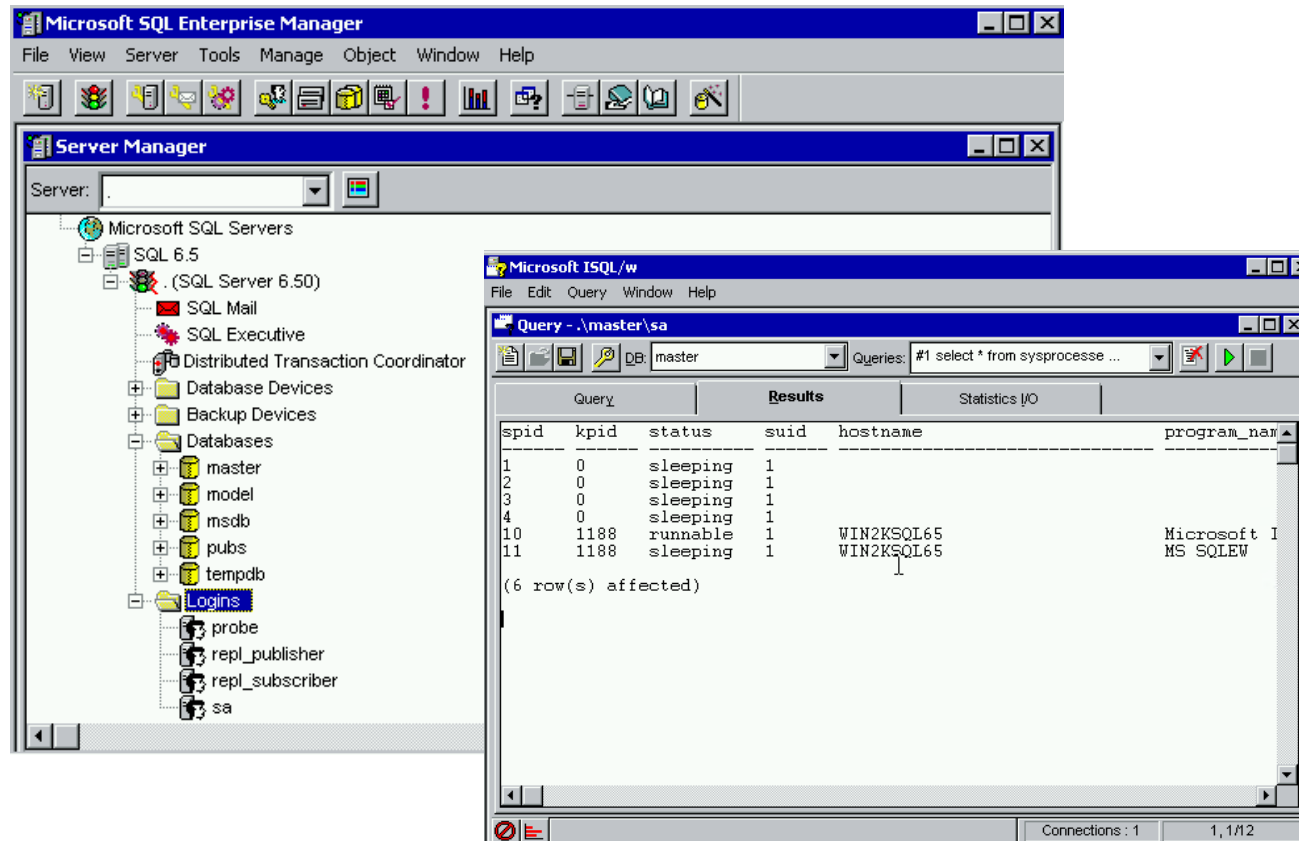 Microsoft SQL Enterprise Manager
File View Server Tools Manage Object Window Help
Server Manager
Server: .
Microsoft SQL Servers
SQL 6.5
. (SQL Server 6.50)
SQL Mail
SQL Executive
Distributed Transaction Coordinator
Database Devices
Backup Devices
Databases
master
model
msdb
pubs
tempdb
Logins
probe
repl_publisher
repl_subscriber
sa
Microsoft ISQL/w
File Edit Query Window Help
Query - .\master\sa
DB: master Queries: #1 select * from sysprocesse ...
Query Results Statistics I/O
spid kpid status suid hostname program_nam
------ ------ ---------- ------ ------------------------------ -----------
1 0 sleeping 1
2 0 sleeping 1
3 0 sleeping 1
4 0 sleeping 1
10 1188 runnable 1 WIN2KSQL65 Microsoft I
11 1188 sleeping 1 WIN2KSQL65 MS SQLEW
(6 row(s) affected)
Connections : 1 1, 1/12